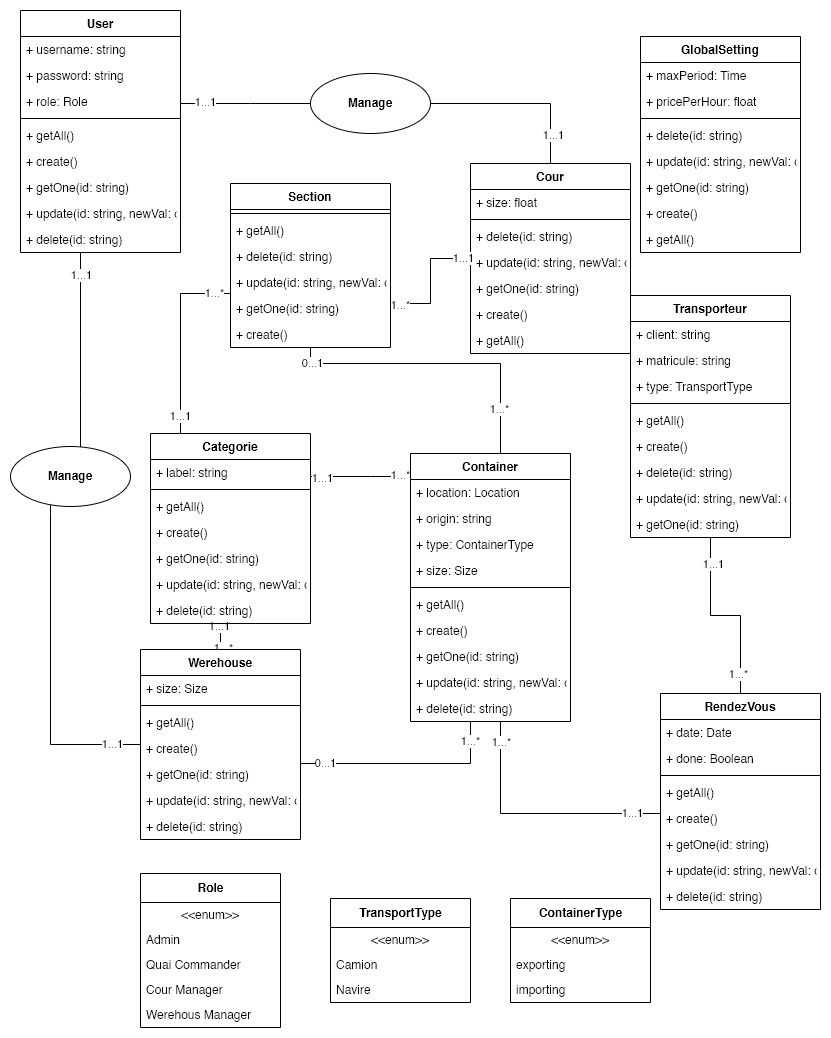 User
+ username: string
+ password: string
+ role: Role
+ getAll()
+ create()
+ getOne(id: string)
+ update(id: string, newVal:
+ delete(id: string)
1...1
Manage
1...1
GlobalSetting
+ maxPeriod: Time
+ pricePerHour: float
+ delete(id: string)
+ update(id: string, newVal:
+ getOne(id: string)
+ create()
+ getAll()
Section
+ getAll()
+ delete(id: string)
+ update(id: string, newVal:
+ getOne(id: string)
+ create()
Cour
+ size: float
+ delete(id: string)
+ update(id: string, newVal:
+ getOne(id: string)
+ create()
+ getAll()
1...1
1...1
1...*
1...*
Transporteur
+ client: string
+ matricule: string
+ type: TransportType
+ getAll()
+ create()
+ delete(id: string)
+ update(id: string, newVal:
+ getOne(id: string)
0...1
1...*
1...1
Manage
Categorie
+ label: string
+ getAll()
+ create()
+ getOne(id: string)
+ update(id: string, newVal:
+ delete(id: string)
1...1
1...*
Container
+ location: Location
+ origin: string
+ type: ContainerType
+ size: Size
+ getAll()
+ create()
+ getOne(id: string)
+ update(id: string, newVal:
+ delete(id: string)
1...1
1...*
1...1
1...*
Werehouse
+ size: Size
+ getAll()
+ create()
+ getOne(id: string)
+ update(id: string, newVal:
+ delete(id: string)
1...1
0...1
1...*
1...*
1...1
RendezVous
+ date: Date
+ done: Boolean
+ getAll()
+ create()
+ getOne(id: string)
+ update(id: string, newVal:
+ delete(id: string)
Role
<<enum>>
Admin
Quai Commander
Cour Manager
Werehous Manager
TransportType
<<enum>>
Camion
Navire
ContainerType
<<enum>>
exporting
importing